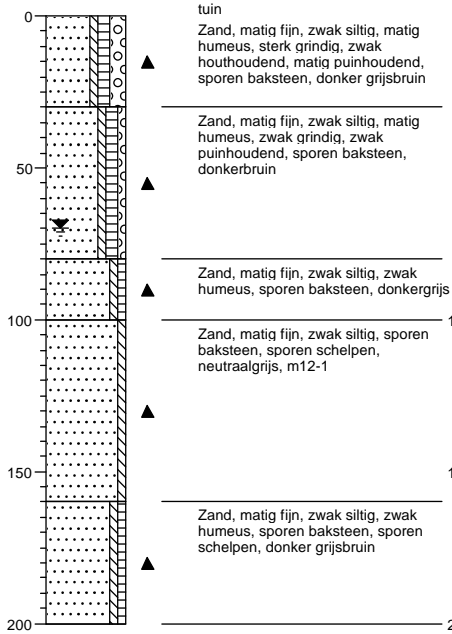 tuin
0
Zand, matig fijn, zwak siltig, matig
humeus, sterk grindig, zwak
houthoudend, matig puinhoudend,
sporen baksteen, donker grijsbruin
Zand, matig fijn, zwak siltig, matig
humeus, zwak grindig, zwak
puinhoudend, sporen baksteen,
donkerbruin
50
Zand, matig fijn, zwak siltig, zwak
humeus, sporen baksteen, donkergrijs
100
1
Zand, matig fijn, zwak siltig, sporen
baksteen, sporen schelpen,
neutraalgrijs, m12-1
150
1
Zand, matig fijn, zwak siltig, zwak
humeus, sporen baksteen, sporen
schelpen, donker grijsbruin
200
2